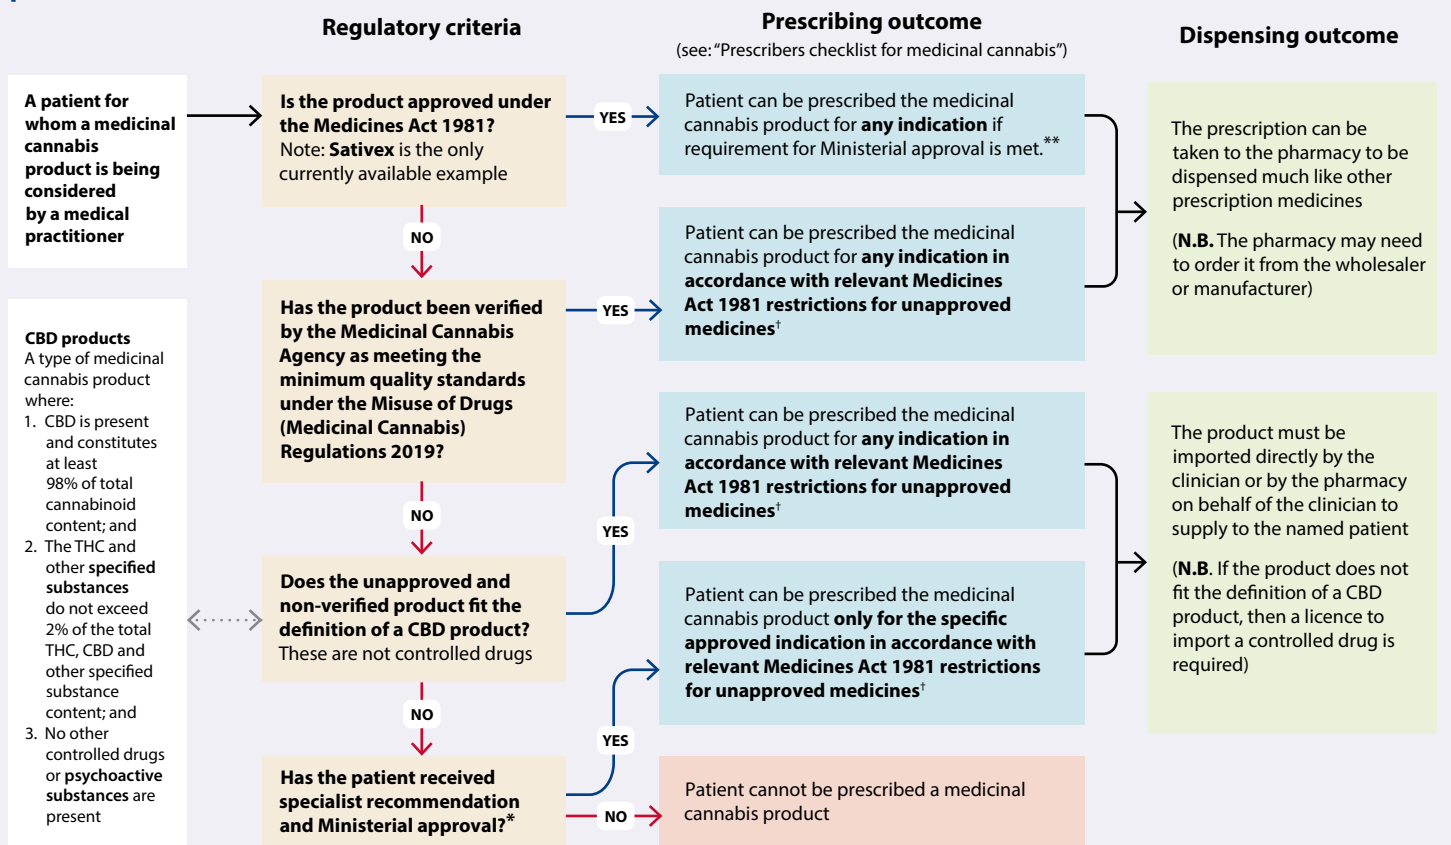 Regulatory criteria
Prescribing outcome
(see: “Prescribers checklist for medicinal cannabis”)
Dispensing outcome
A patient for
whom a medicinal
cannabis
product is being
considered
by a medical
practitioner
Is the product approved under
the Medicines Act 1981?
Note: Sativex is the only
currently available example
YES
Patient can be prescribed the medicinal
cannabis product for any indication if
requirement for Ministerial approval is met.**
The prescription can be
taken to the pharmacy to be
dispensed much like other
prescription medicines
(N.B. The pharmacy may need
to order it from the wholesaler
or manufacturer)
NO
Has the product been verified
by the Medicinal Cannabis
Agency as meeting the
minimum quality standards
under the Misuse of Drugs
(Medicinal Cannabis)
Regulations 2019?
YES
Patient can be prescribed the medicinal
cannabis product for any indication in
accordance with relevant Medicines
Act 1981 restrictions for unapproved
medicines†
CBD products
A type of medicinal
cannabis product
where:
1. CBD is present
and constitutes
at least
98% of total
cannabinoid
content; and
2. The THC and
other specified
substances
do not exceed
2% of the total
THC, CBD and
other specified
substance
content; and
3. No other
controlled drugs
or psychoactive
substances are
present
NO
Does the unapproved and
non-verified product fit the
definition of a CBD product?
These are not controlled drugs
YES
Patient can be prescribed the medicinal
cannabis product for any indication in
accordance with relevant Medicines
Act 1981 restrictions for unapproved
medicines†
The product must be
imported directly by the
clinician or by the pharmacy
on behalf of the clinician to
supply to the named patient
(N.B. If the product does not
fit the definition of a CBD
product, then a licence to
import a controlled drug is
required)
NO
Has the patient received
specialist recommendation
and Ministerial approval?*
YES
Patient can be prescribed the medicinal
cannabis product only for the specific
approved indication in accordance with
relevant Medicines Act 1981 restrictions
for unapproved medicines†
NO
Patient cannot be prescribed a medicinal
cannabis product